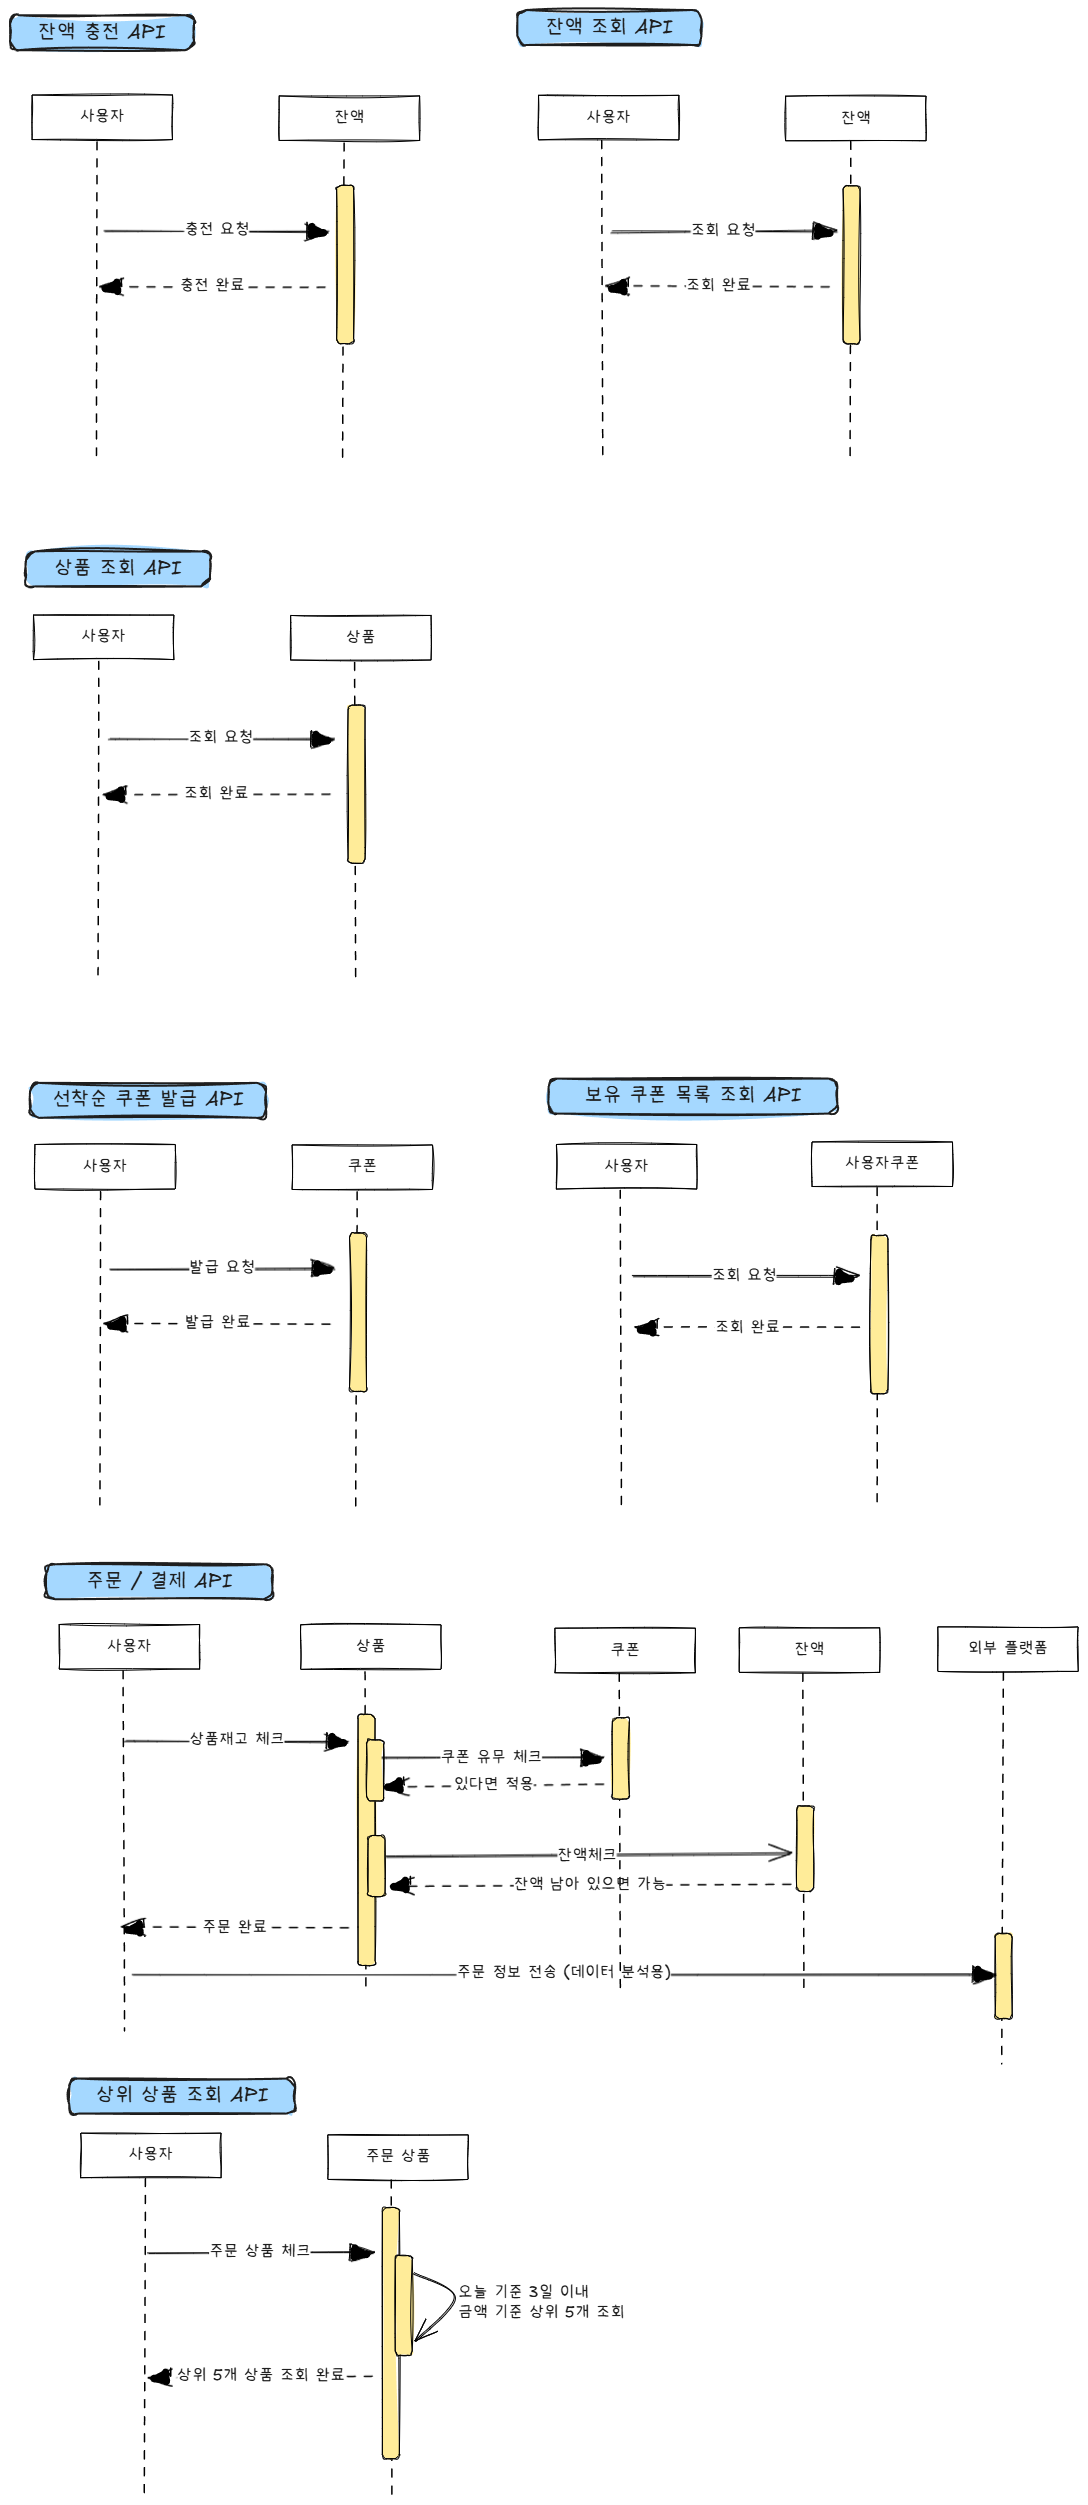 잔액 충전 API
사용자
잔액
충전 요청
충전 완료
잔액 조회 API
사용자
잔액
조회 요청
조회 완료
상품 조회 API
사용자
상품
조회 요청
조회 완료
선착순 쿠폰 발급 API
사용자
쿠폰
발급 요청
발급 완료
보유 쿠폰 목록 조회 API
사용자
사용자쿠폰
조회 요청
조회 완료
주문 / 결제 API
사용자
상품
쿠폰
잔액
외부 플랫폼
상품재고 체크
쿠폰 유무 체크
있다면 적용
잔액체크
잔액 남아 있으면 가능
주문 완료
주문 정보 전송 (데이터 분석용)
상위 상품 조회 API
사용자
주문 상품
주문 상품 체크
오늘 기준 3일 이내
금액 기준 상위 5개 조회
상위 5개 상품 조회 완료